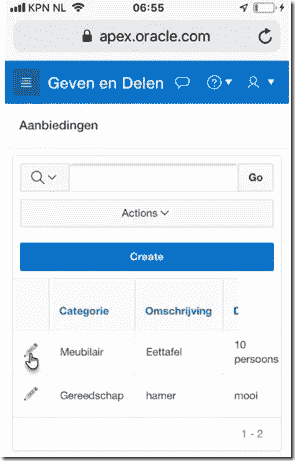 KPN NL 06:55
apex.oracle.com
Geven en Delen
Aanbiedingen
Go
Actions
Create
Categorie Omschrijving
Meubilair Eettafel 10 persoons
Gereedschap hamer mooi
1 - 2